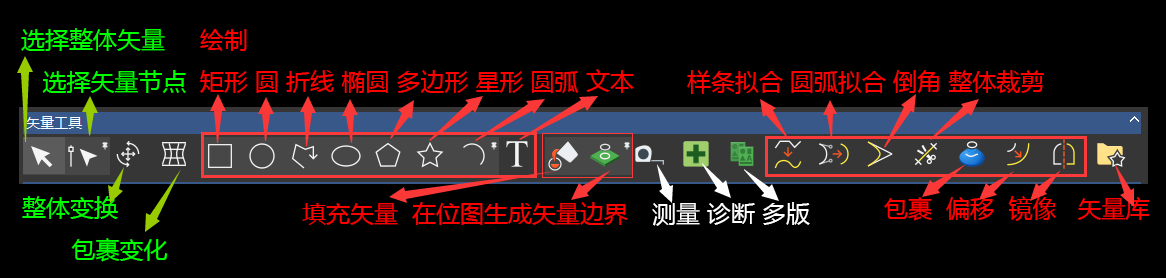 选择整体矢量 绘制
选择矢量节点 矩形 圆 折线 椭圆 多边形 星形 圆弧 文本 样条拟合 圆弧拟合 倒角 整体裁剪
矢量工具
T
整体变换 填充矢量 在位图生成矢量边界 测量 诊断 多版 包裹 偏移 镜像 矢量库
包裹变化